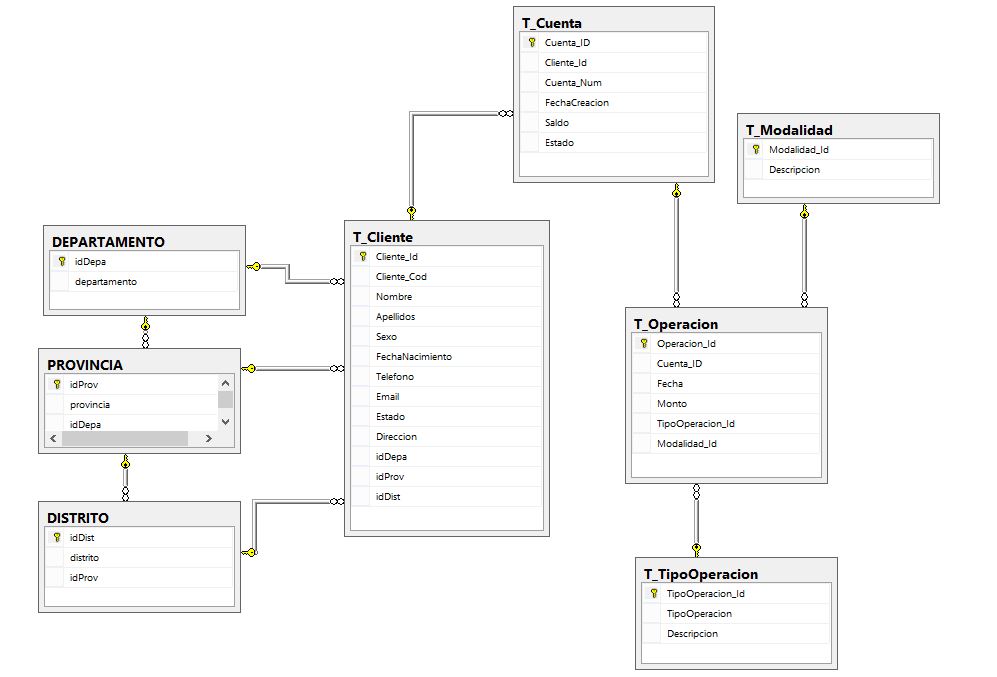 T_Cuenta
Cuenta_ID
Cliente_Id
Cuenta_Num
FechaCreacion
Saldo
Estado
T_Modalidad
Modalidad_Id
Descripcion
DEPARTAMENTO
idDepa
departamento
T_Cliente
Cliente_Id
Cliente_Cod
Nombre
Apellidos
Sexo
FechaNacimiento
Telefono
Email
Estado
Direccion
idDepa
idProv
idDist
PROVINCIA
idProv
provincia
idDepa
DISTRITO
idDist
distrito
idProv
T_Operacion
Operacion_Id
Cuenta_ID
Fecha
Monto
TipoOperacion_Id
Modalidad_Id
T_TipoOperacion
TipoOperacion_Id
TipoOperacion
Descripcion